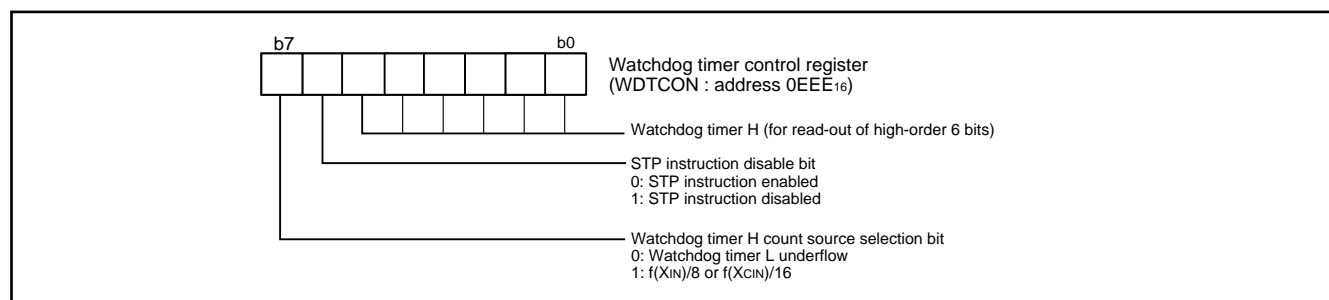 b7 b0
Watchdog timer control register
(WDTCON : address 0EEE16)
Watchdog timer H (for read-out of high-order 6 bits)
STP instruction disable bit
0: STP instruction enabled
1: STP instruction disabled
Watchdog timer H count source selection bit
0: Watchdog timer L underflow
1: f(XIN)/8 or f(XCIN)/16